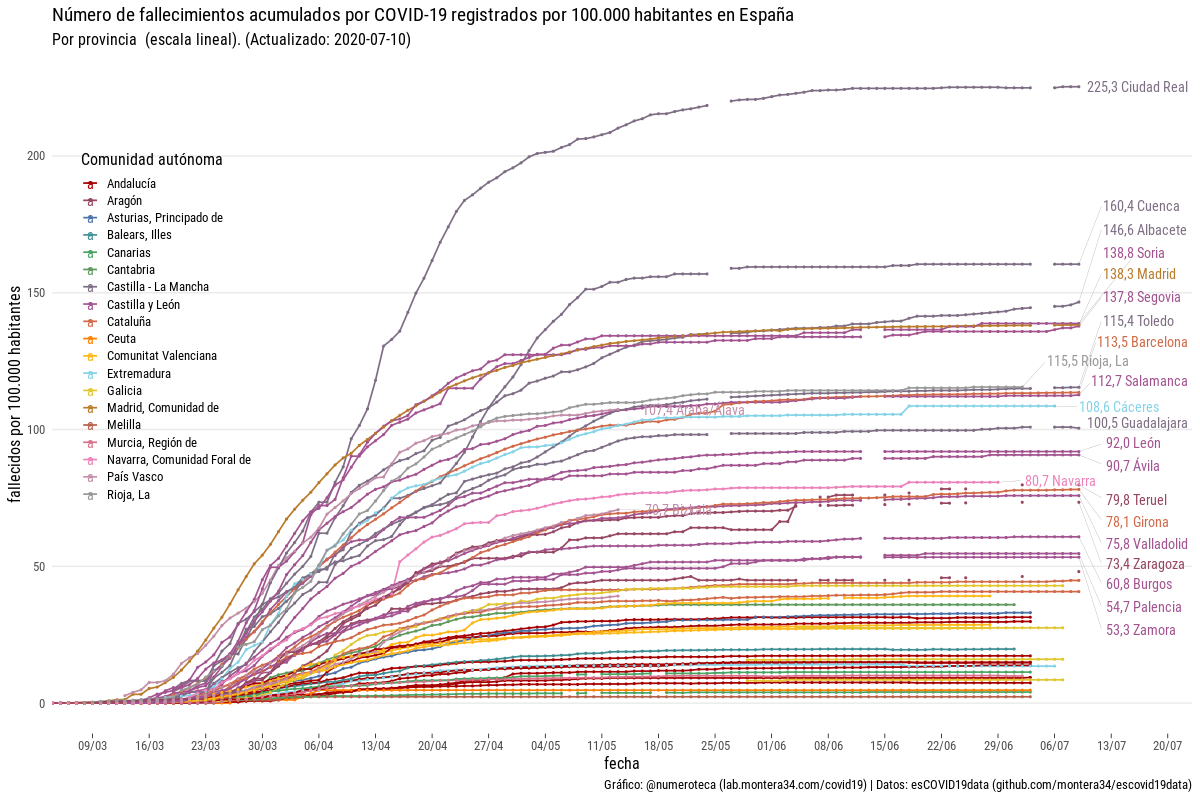 Número de fallecimientos acumulados por COVID-19 registrados por 100.000 habitantes en España
Por provincia (escala lineal). (Actualizado: 2020-07-10)
225,3 Ciudad Real
160,4 Cuenca
146,6 Albacete
138,8 Soria
138,3 Madrid
137,8 Segovia
115,4 Toledo
113,5 Barcelona
115,5 Rioja, La
112,7 Salamanca
108,6 Cáceres
107,4 Araba/Álava
100,5 Guadalajara
92,0 León
90,7 Ávila
80,7 Navarra
79,8 Teruel
78,1 Girona
75,8 Valladolid
73,4 Zaragoza
60,8 Burgos
54,7 Palencia
53,3 Zamora
Comunidad autónoma
Andalucía
Aragón
Asturias, Principado de
Balears, Illes
Canarias
Cantabria
Castilla - La Mancha
Castilla y León
Cataluña
Ceuta
Comunitat Valenciana
Extremadura
Galicia
Madrid, Comunidad de
Melilla
Murcia, Región de
Navarra, Comunidad Foral de
País Vasco
Rioja, La
fallecidos por 100.000 habitantes
200
150
100
50
0
09/03 16/03 23/03 30/03 06/04 13/04 20/04 27/04 04/05 11/05 18/05 25/05 01/06 08/06 15/06 22/06 29/06 06/07 13/07 20/07
fecha
Gráfico: @numeroteca (lab.montera34.com/covid19) | Datos: esCOVID19data (github.com/montera34/escovid19data)